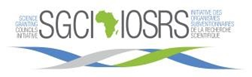 SCIENCE
GRANTING
COUNCILS
INITIATIVE
SGCI IOSRS
INITIATIVE DES
ORGANISMES
SUBVENTIONNAIRES
DE LA RECHERCHE
SCIENTIFIQUE